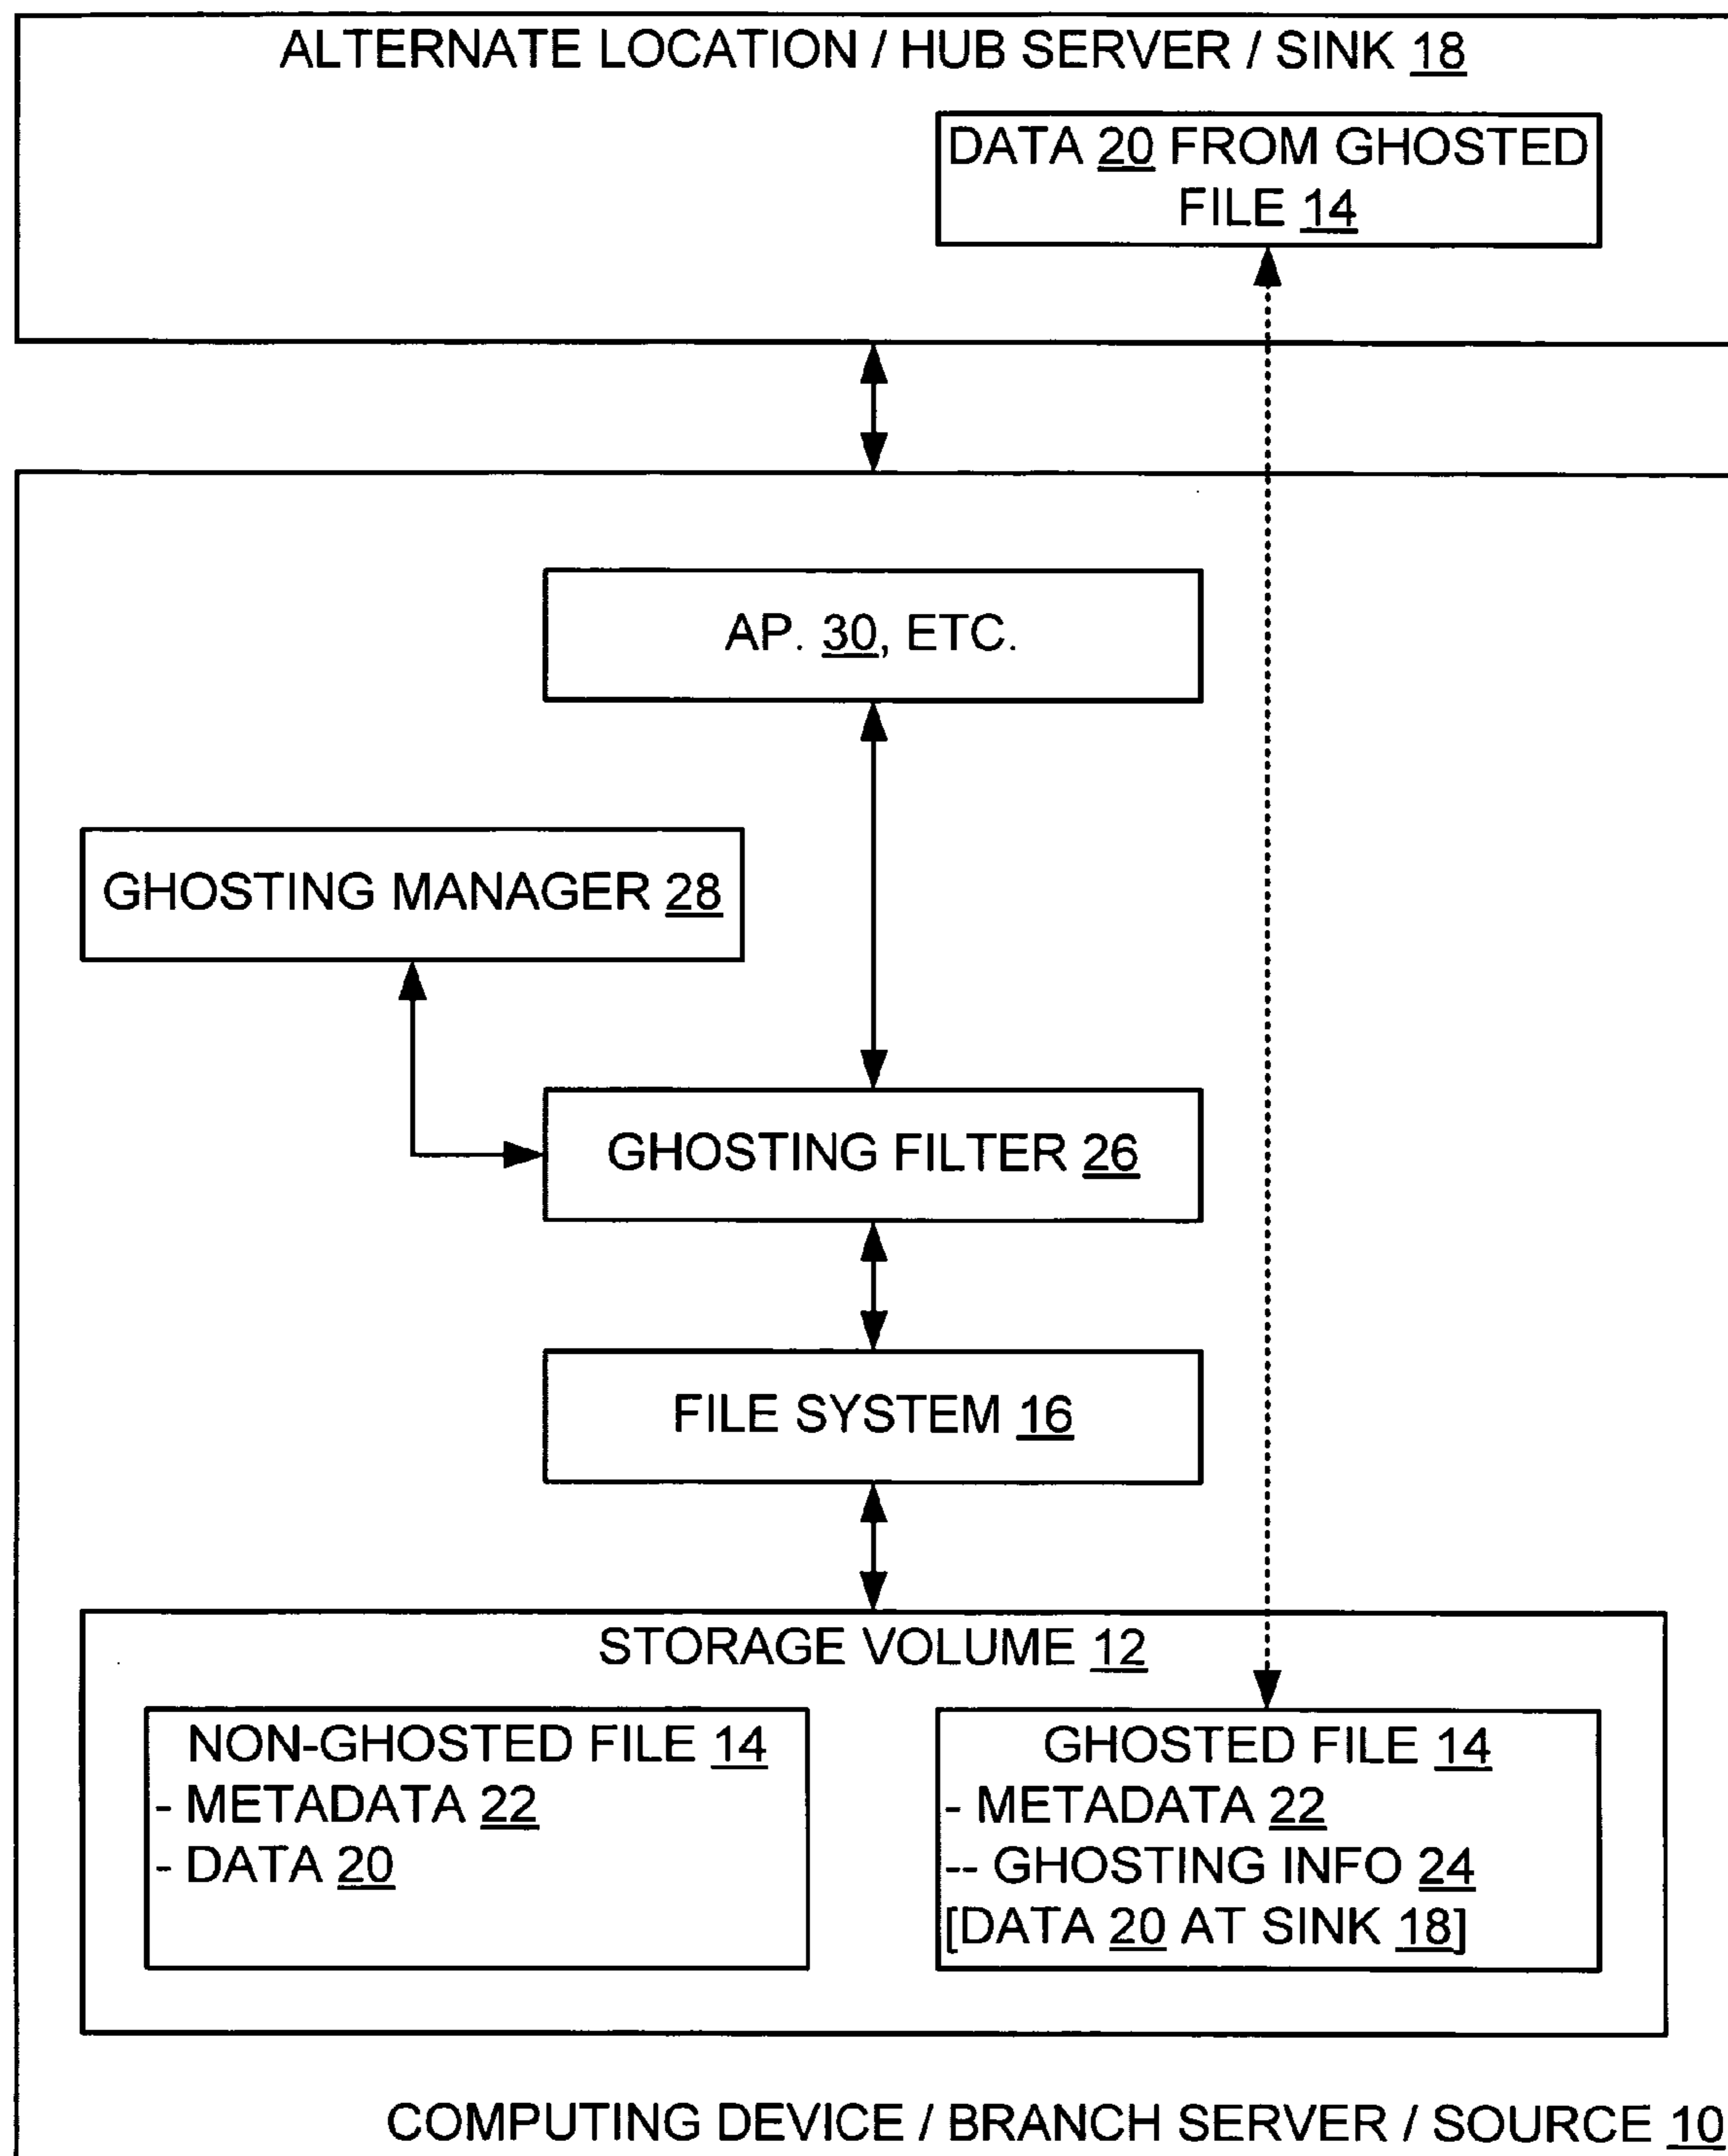 ALTERNATE LOCATION / HUB SERVER / SINK 18
DATA 20 FROM GHOSTED
FILE 14
AP. 30, ETC.
GHOSTING MANAGER 28
GHOSTING FILTER 26
FILE SYSTEM 16
STORAGE VOLUME 12
NON-GHOSTED FILE 14
- METADATA 22
- DATA 20
GHOSTED FILE 14
- METADATA 22
-- GHOSTING INFO 24
[DATA 20 AT SINK 18]
COMPUTING DEVICE / BRANCH SERVER / SOURCE 10